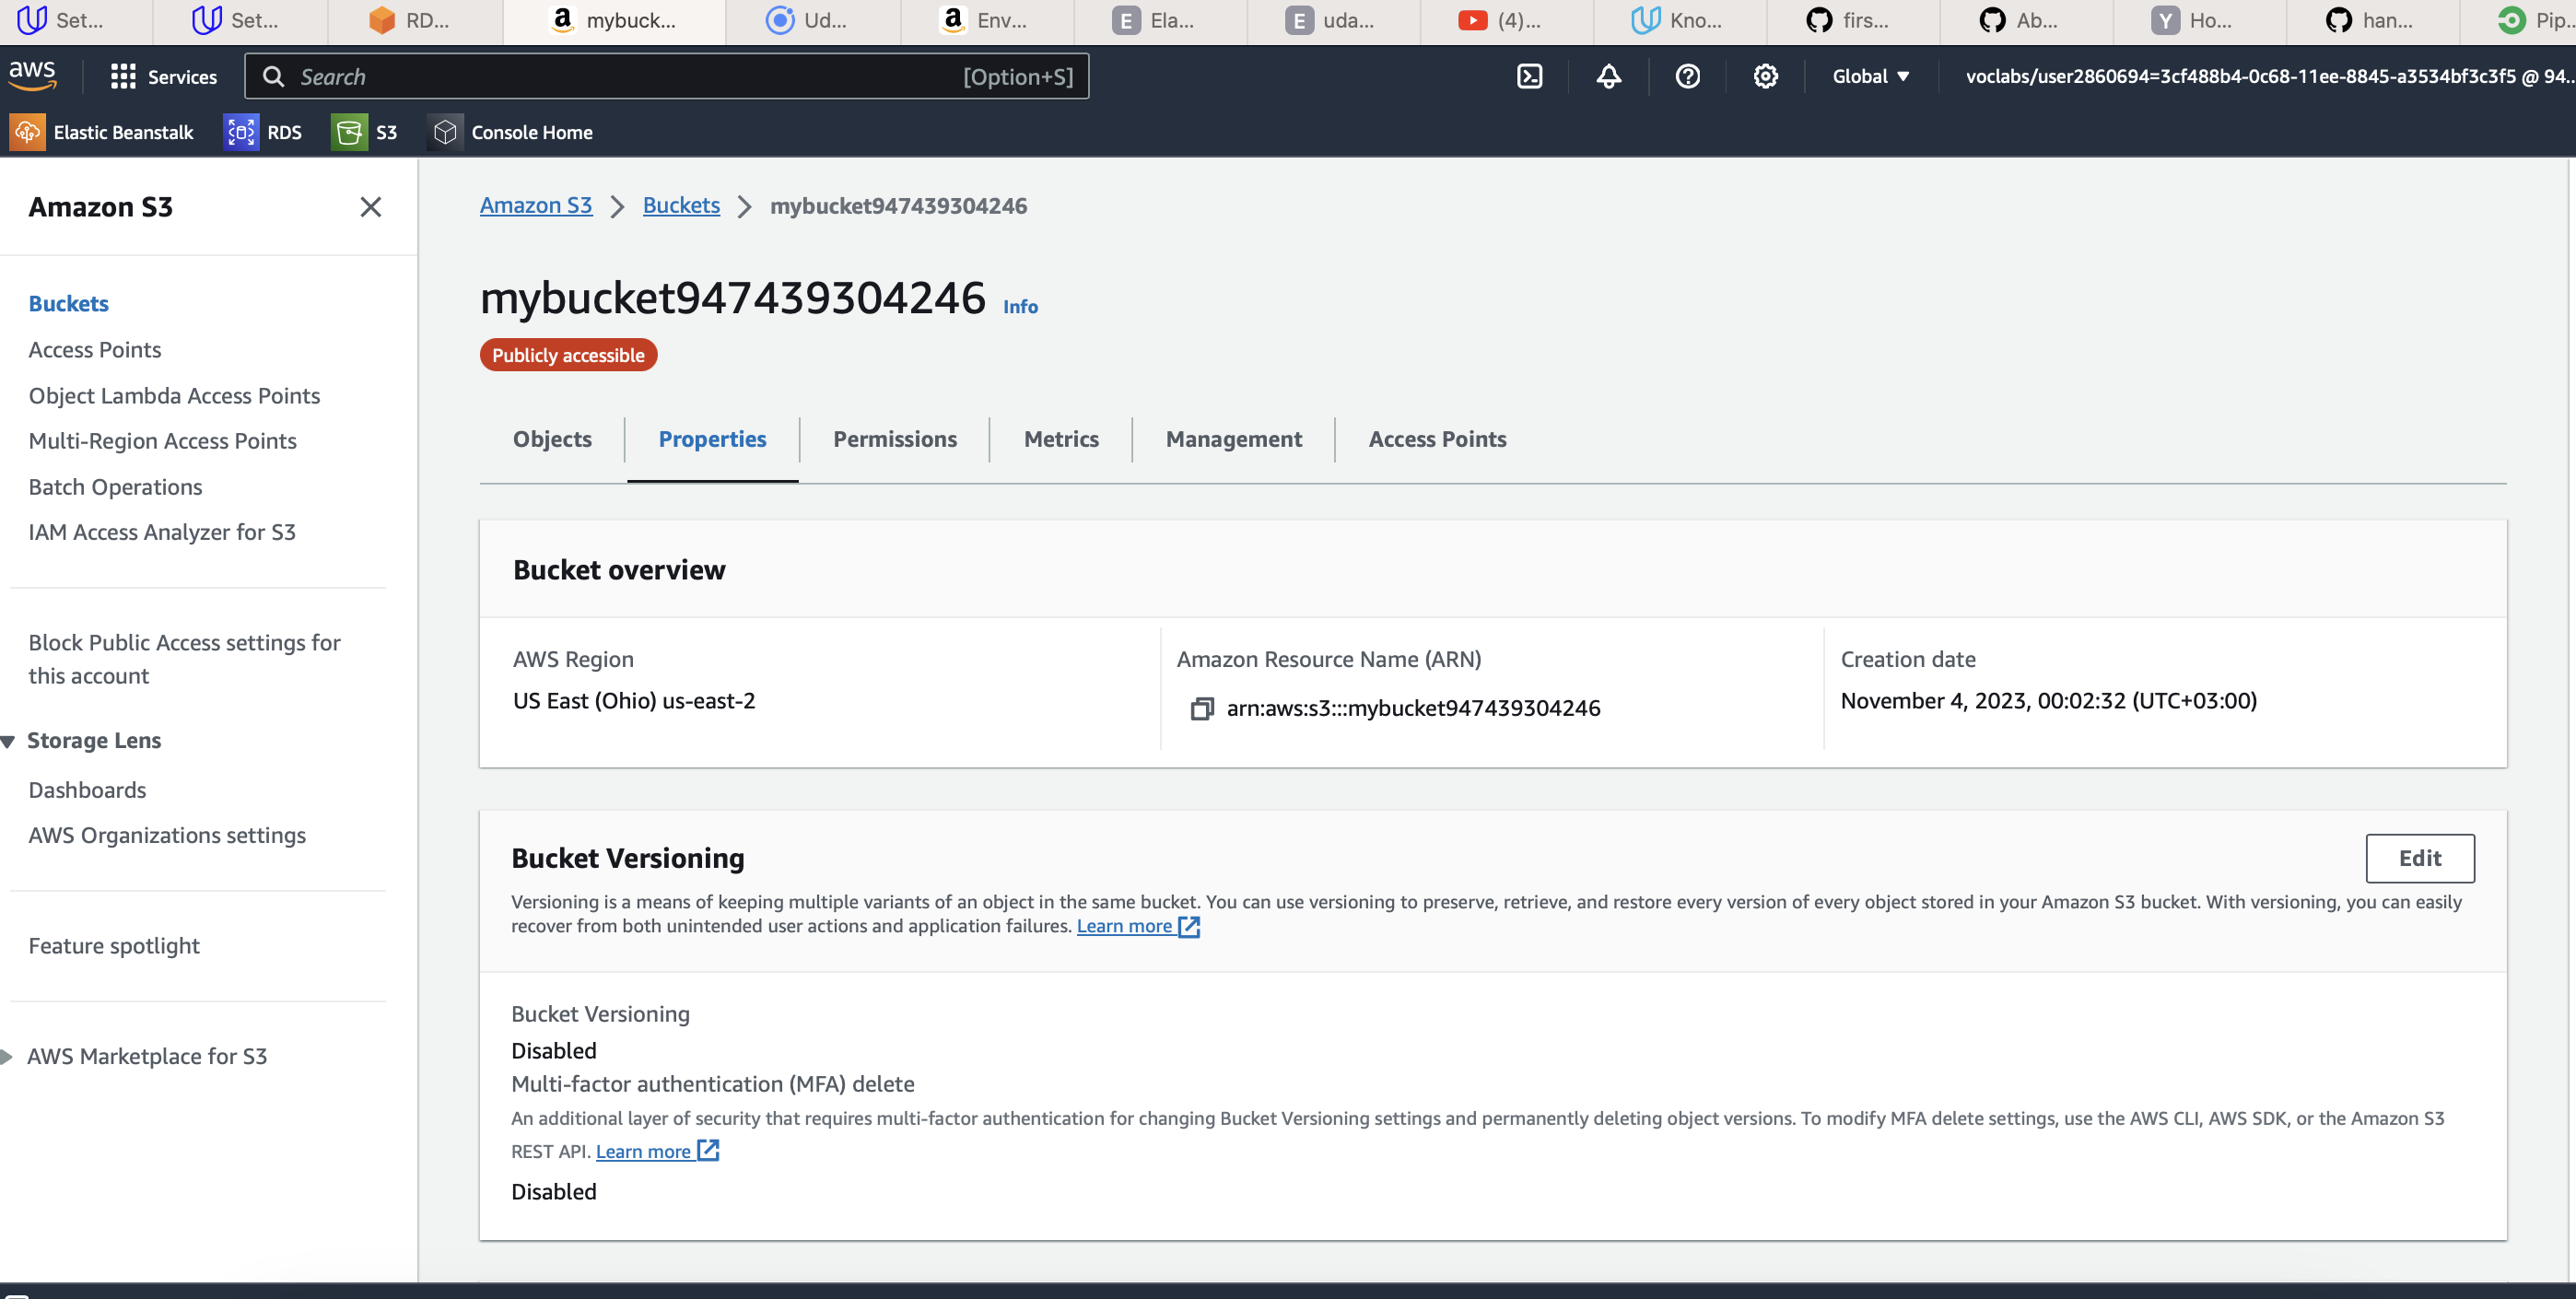 Set...
Set...
RD...
mybuck...
Ud...
Env...
Ela...
uda...
(4)...
Kno...
firs...
Ab...
Ho...
han...
Pip...
aws
Services
Search
[Option+S]
Global
voclabs/user2860694=3cf488b4-0c68-11ee-8845-a3534bf3c3f5 @ 94...
Elastic Beanstalk
RDS
S3
Console Home
Amazon S3
Buckets
Access Points
Object Lambda Access Points
Multi-Region Access Points
Batch Operations
IAM Access Analyzer for S3
Block Public Access settings for
this account
Storage Lens
Dashboards
AWS Organizations settings
Feature spotlight
AWS Marketplace for S3
Amazon S3 > Buckets > mybucket947439304246
mybucket947439304246 Info
Publicly accessible
Objects
Properties
Permissions
Metrics
Management
Access Points
Bucket overview
AWS Region
US East (Ohio) us-east-2
Amazon Resource Name (ARN)
arn:aws:s3:::mybucket947439304246
Creation date
November 4, 2023, 00:02:32 (UTC+03:00)
Bucket Versioning
Edit
Versioning is a means of keeping multiple variants of an object in the same bucket. You can use versioning to preserve, retrieve, and restore every version of every object stored in your Amazon S3 bucket. With versioning, you can easily
recover from both unintended user actions and application failures. Learn more
Bucket Versioning
Disabled
Multi-factor authentication (MFA) delete
An additional layer of security that requires multi-factor authentication for changing Bucket Versioning settings and permanently deleting object versions. To modify MFA delete settings, use the AWS CLI, AWS SDK, or the Amazon S3
REST API. Learn more
Disabled